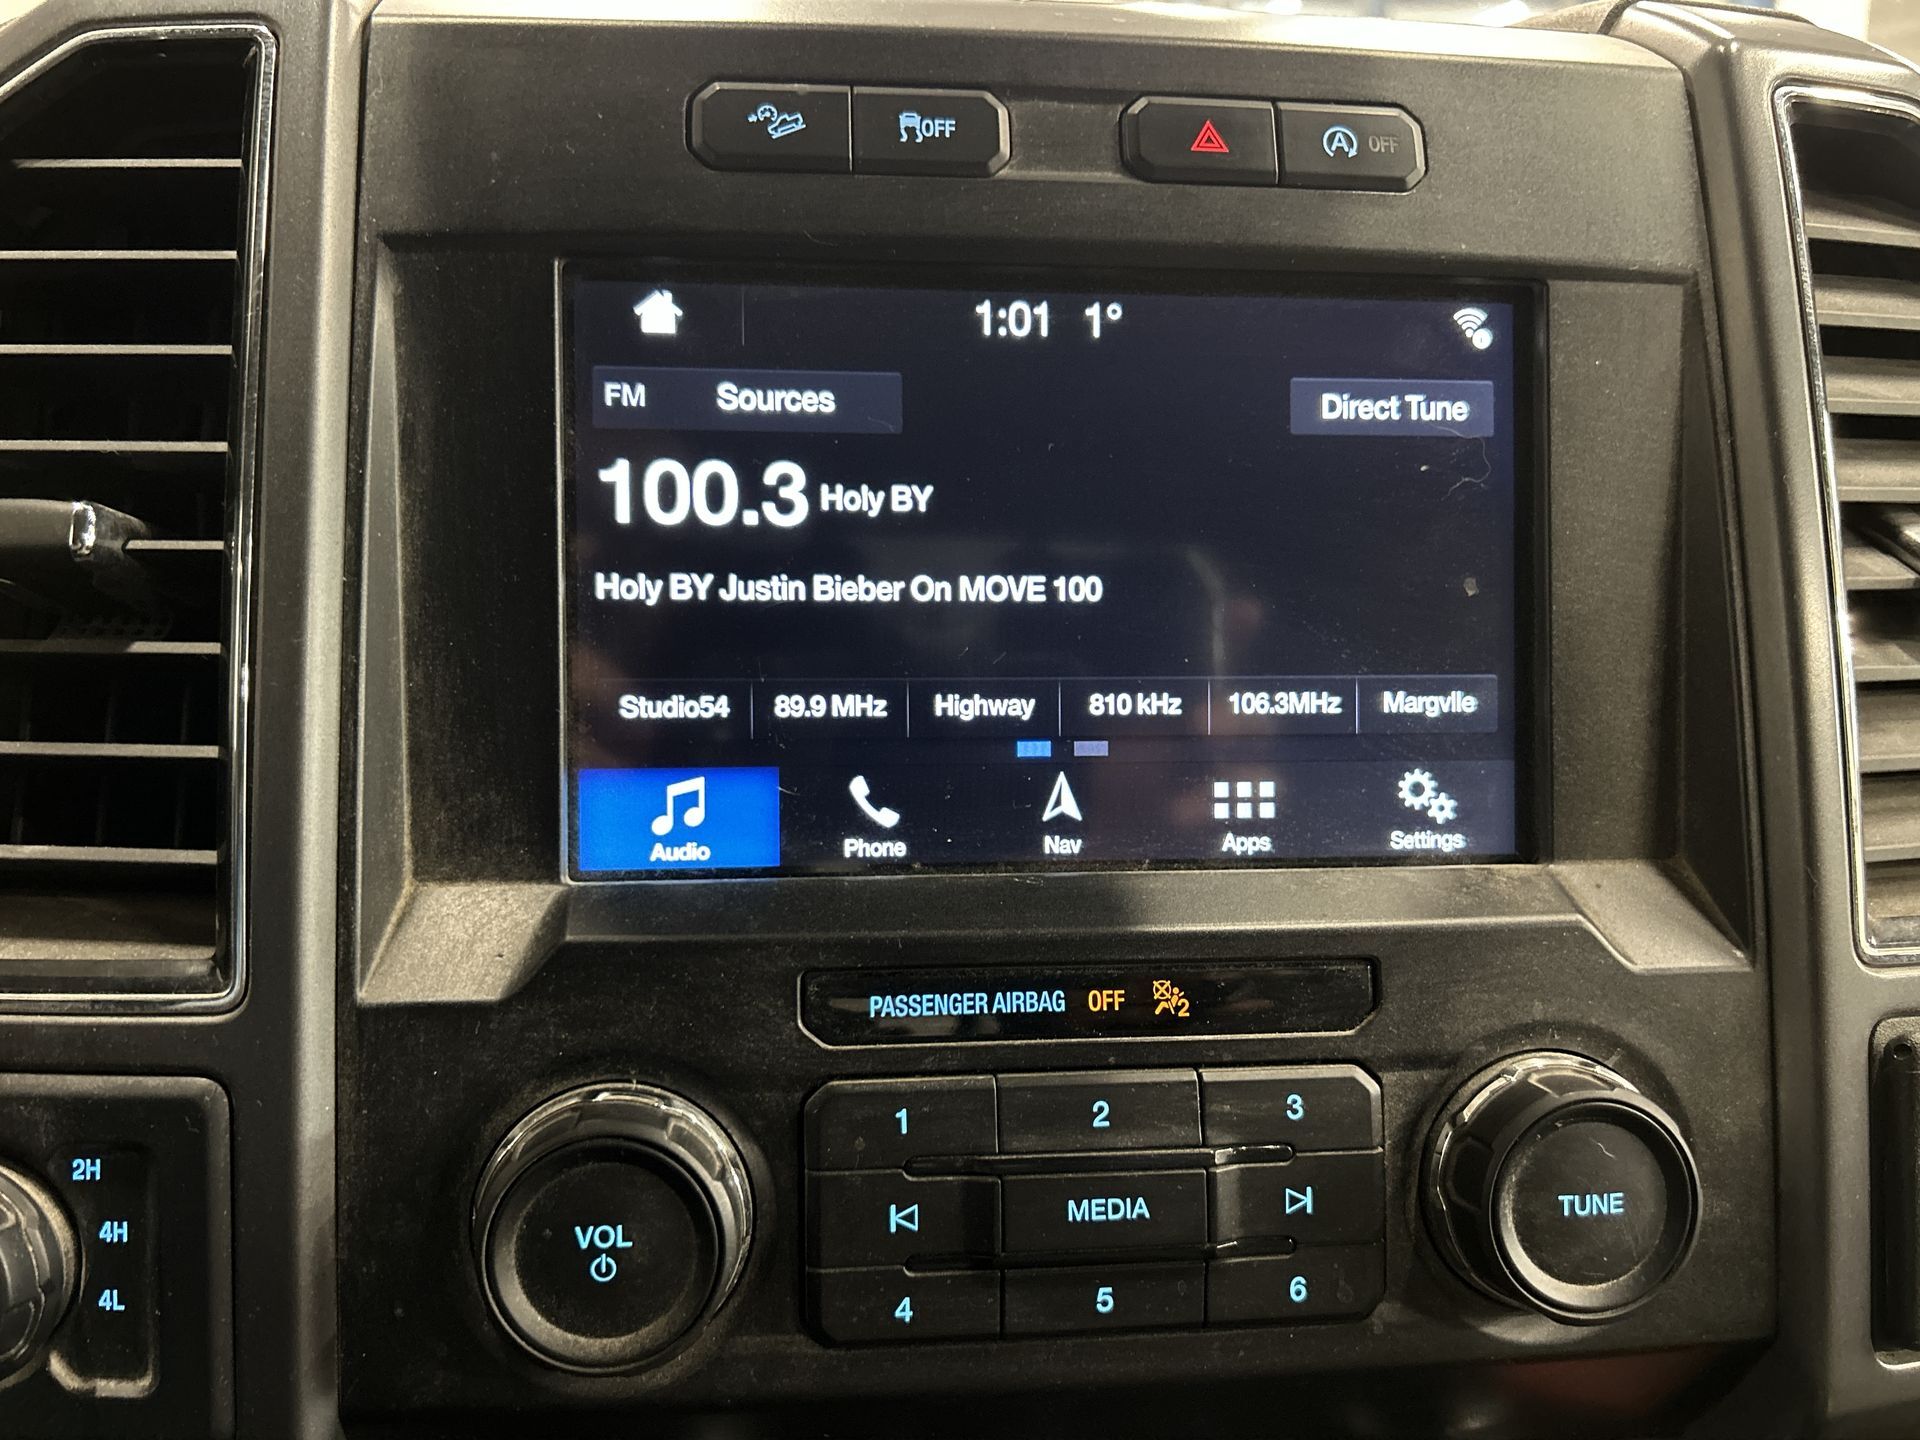 OFF
A OFF
1:01 1°
FM Sources
Direct Tune
100.3 Holy BY
Holy BY Justin Bieber On MOVE 100
Studio54 89.9 MHz Highway 810 kHz 106.3MHz Margvlle
Audio Phone Nav Apps Settings
PASSENGER AIRBAG OFF 2
1 2 3
MEDIA
4 5 6
VOL
TUNE
2H
4H
4L